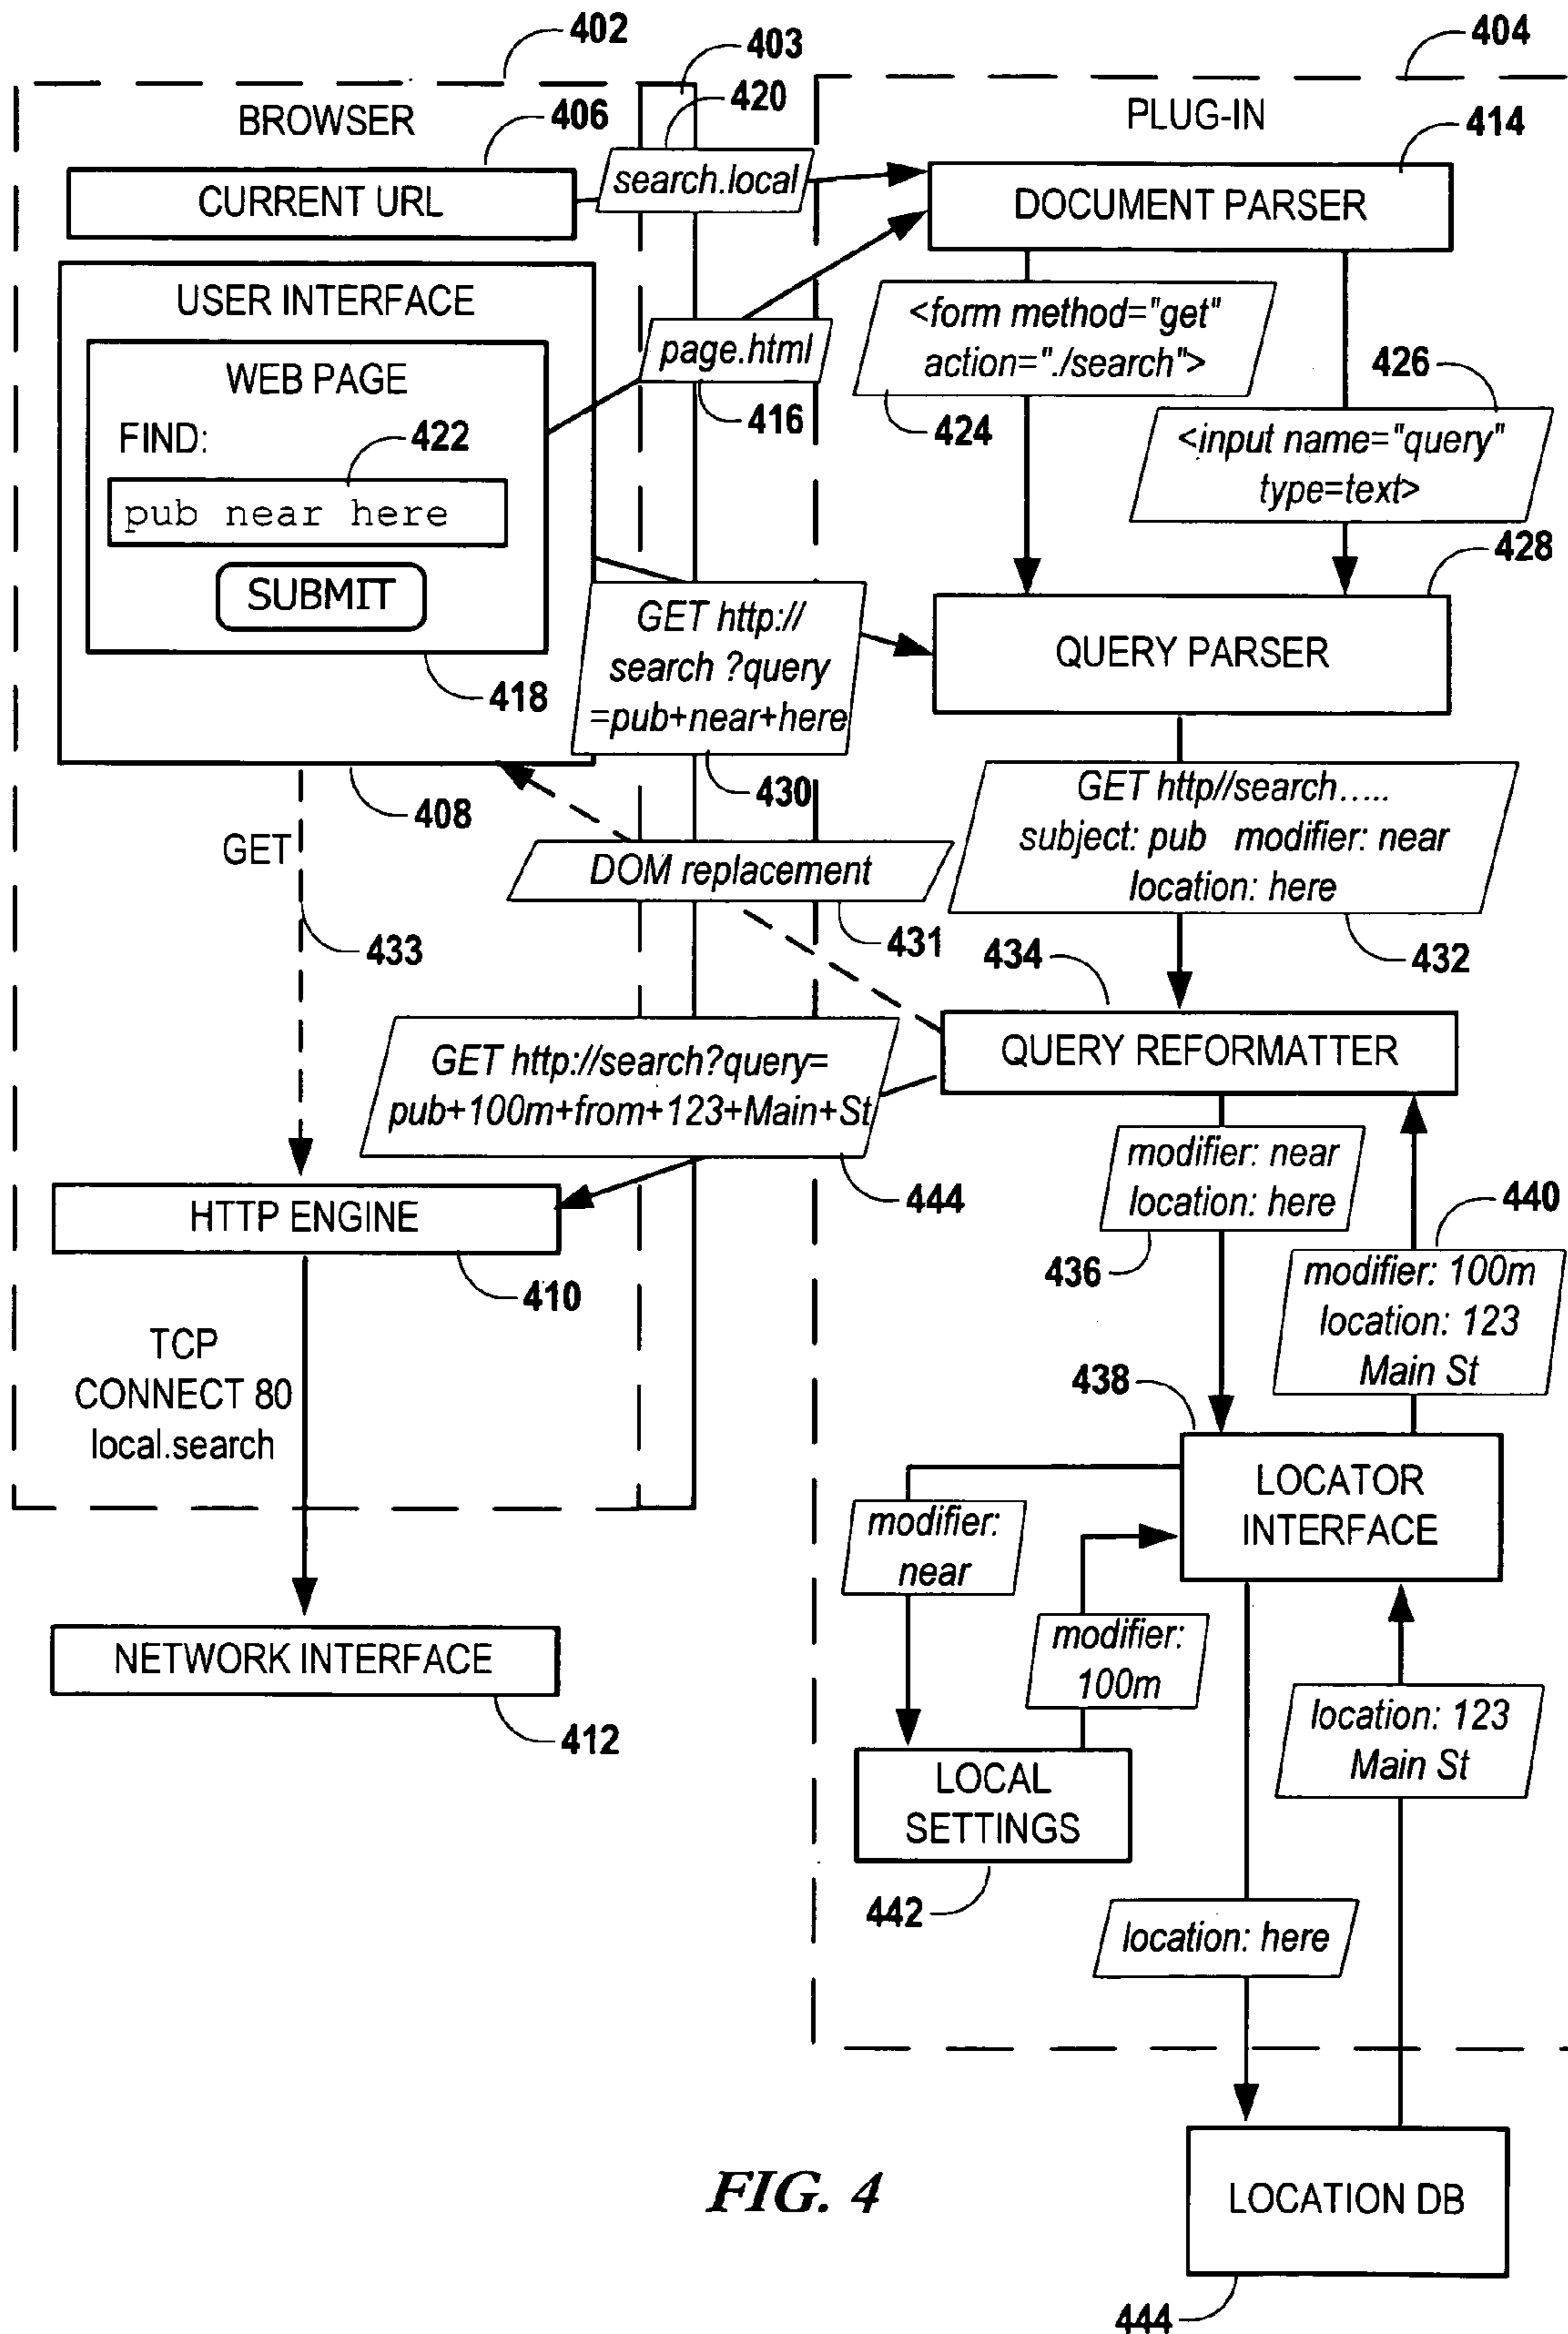 402
403
404
BROWSER
420
PLUG-IN
406
414
CURRENT URL
search.local
DOCUMENT PARSER
USER INTERFACE
WEB PAGE
page.html
416
<form method="get"
action="./search">
424
426
FIND:
422
<input name="query"
type=text>
pub near here
428
SUBMIT
GET http://
search ?query
=pub+near+here
430
QUERY PARSER
418
408
GET http//search.....
subject: pub modifier: near
location: here
432
GET
DOM replacement
431
433
434
GET http://search?query=
pub+100m+from+123+Main+St
444
QUERY REFORMATTER
modifier: near
location: here
436
440
HTTP ENGINE
410
modifier: 100m
location: 123
Main St
TCP
CONNECT 80
local.search
438
LOCATOR
INTERFACE
modifier:
near
modifier:
100m
NETWORK INTERFACE
412
location: 123
Main St
LOCAL
SETTINGS
442
location: here
FIG. 4
LOCATION DB
444